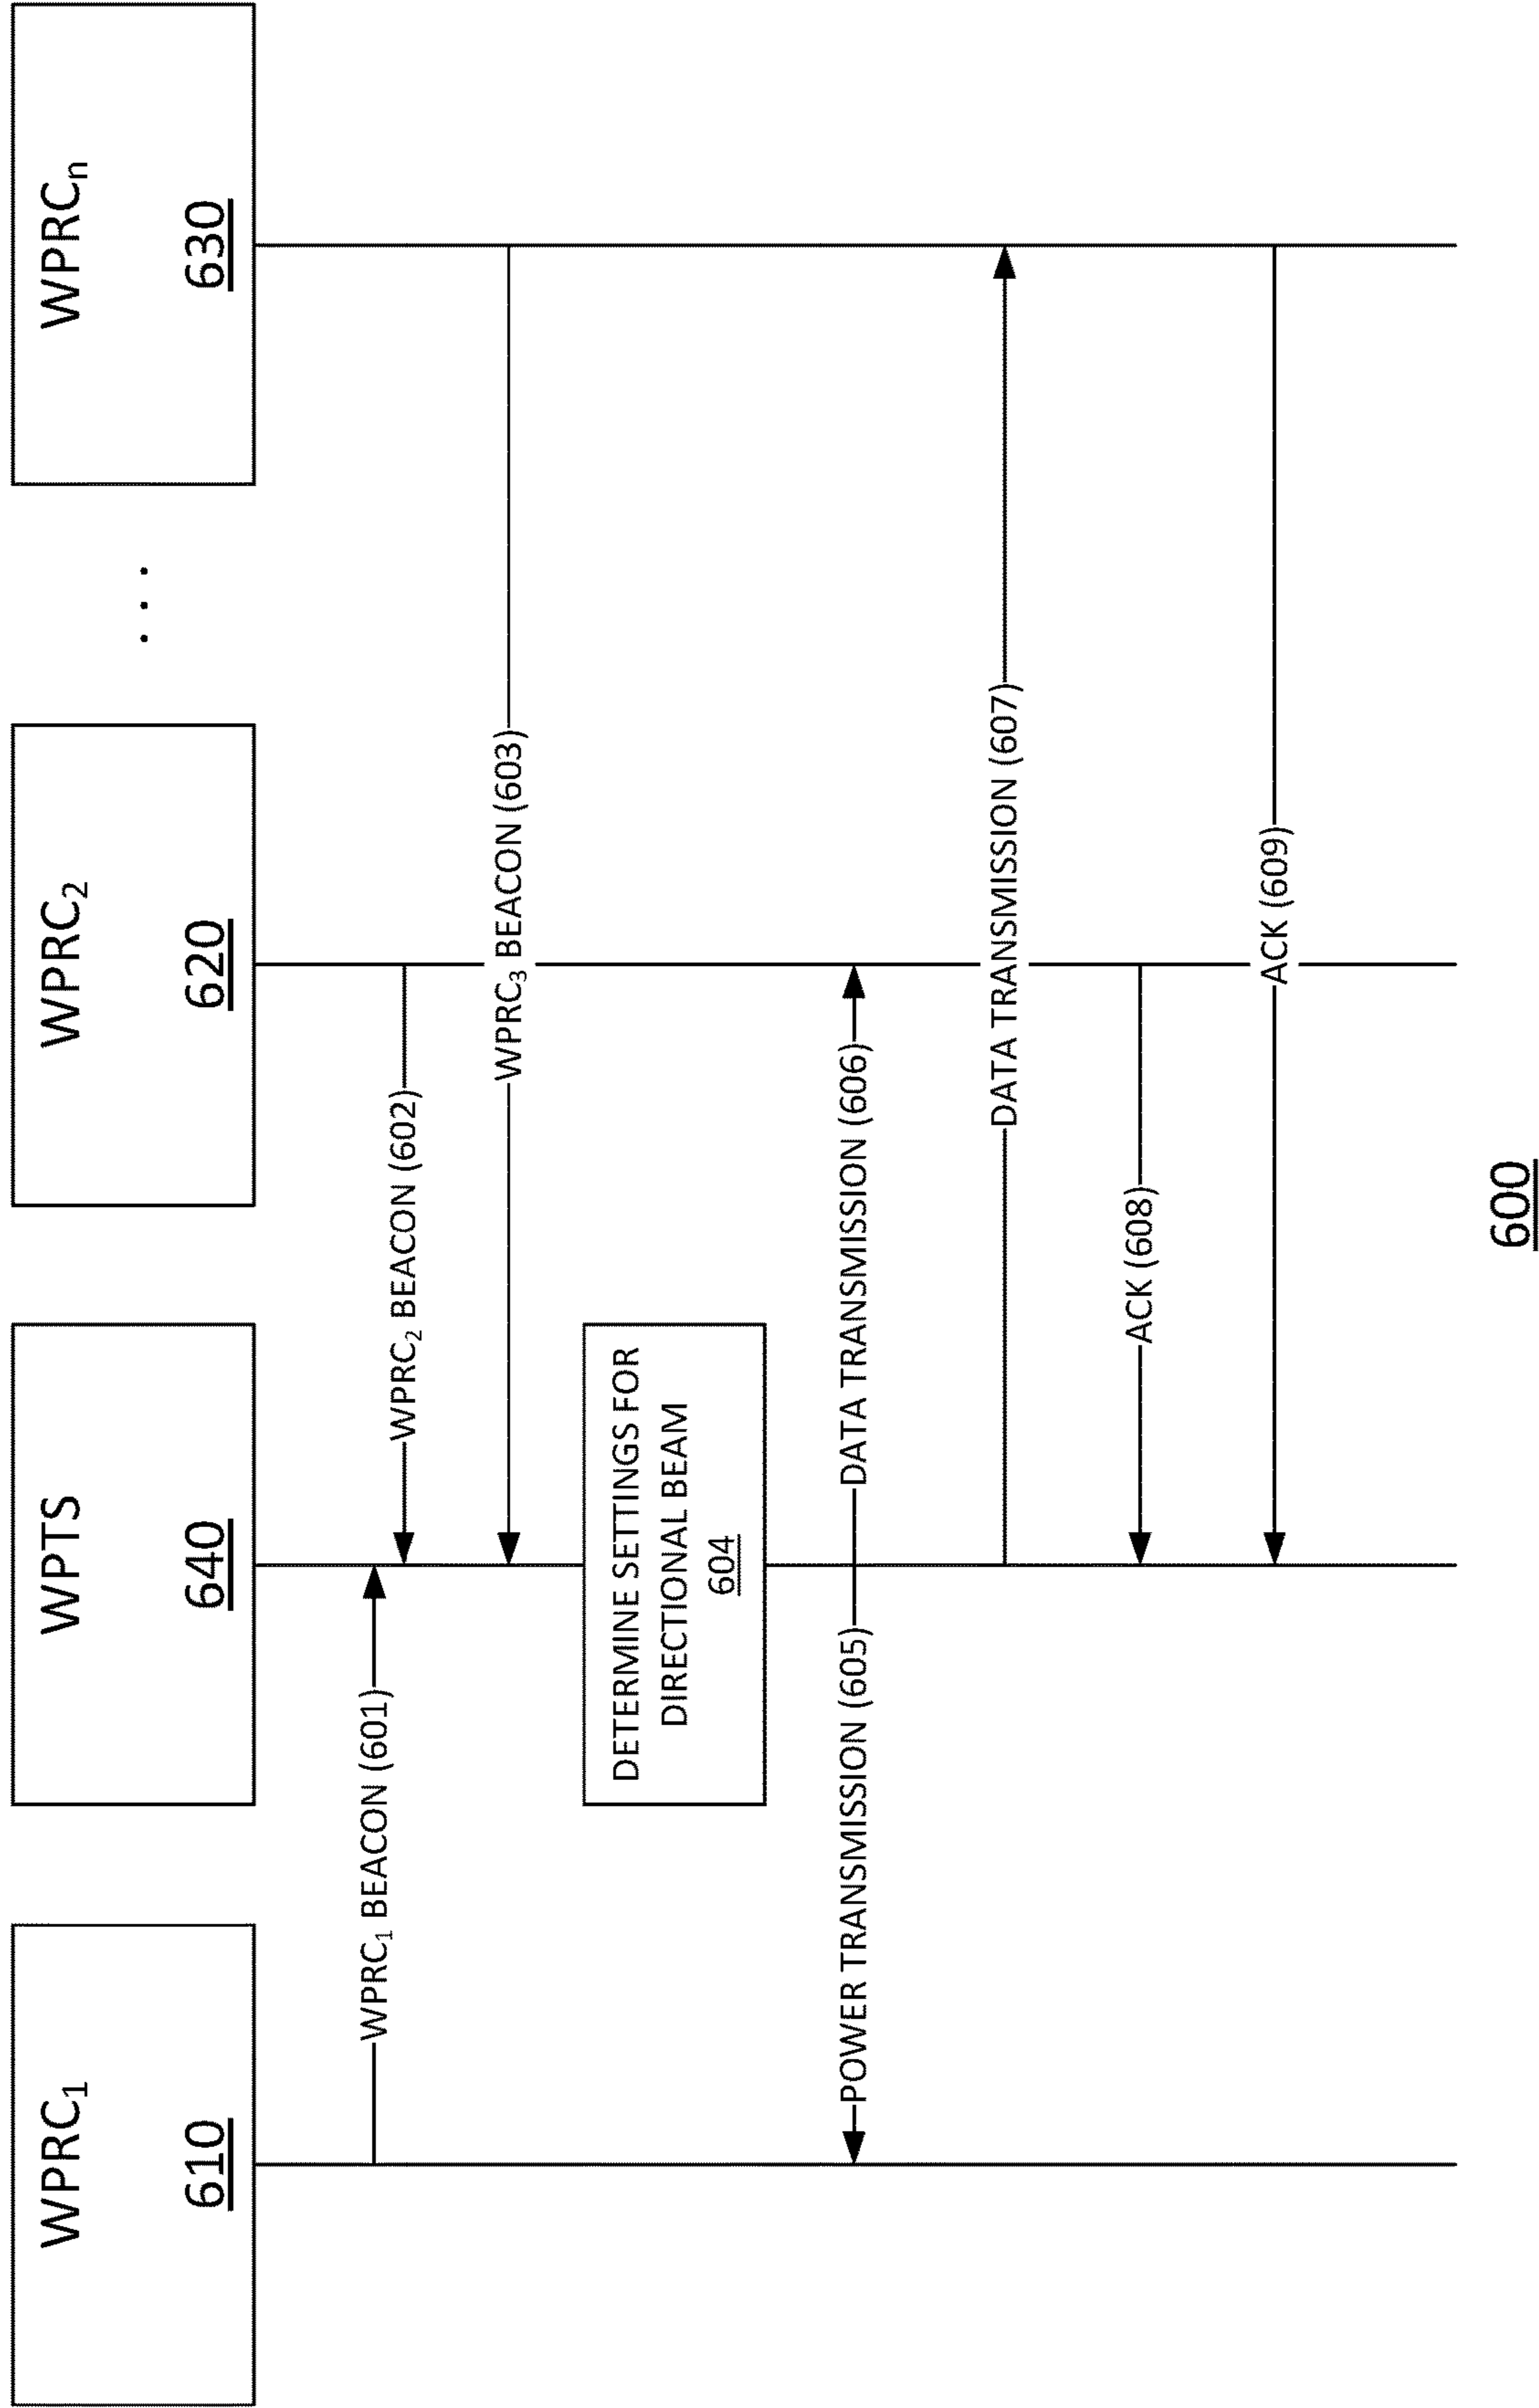 WPRC₁
610
WPTS
640
WPRC₂
620
. . .
WPRCₙ
630
WPRC₁ BEACON (601)
WPRC₂ BEACON (602)
WPRC₃ BEACON (603)
DETERMINE SETTINGS FOR
DIRECTIONAL BEAM
604
POWER TRANSMISSION (605)
DATA TRANSMISSION (606)
DATA TRANSMISSION (607)
ACK (608)
ACK (609)
600